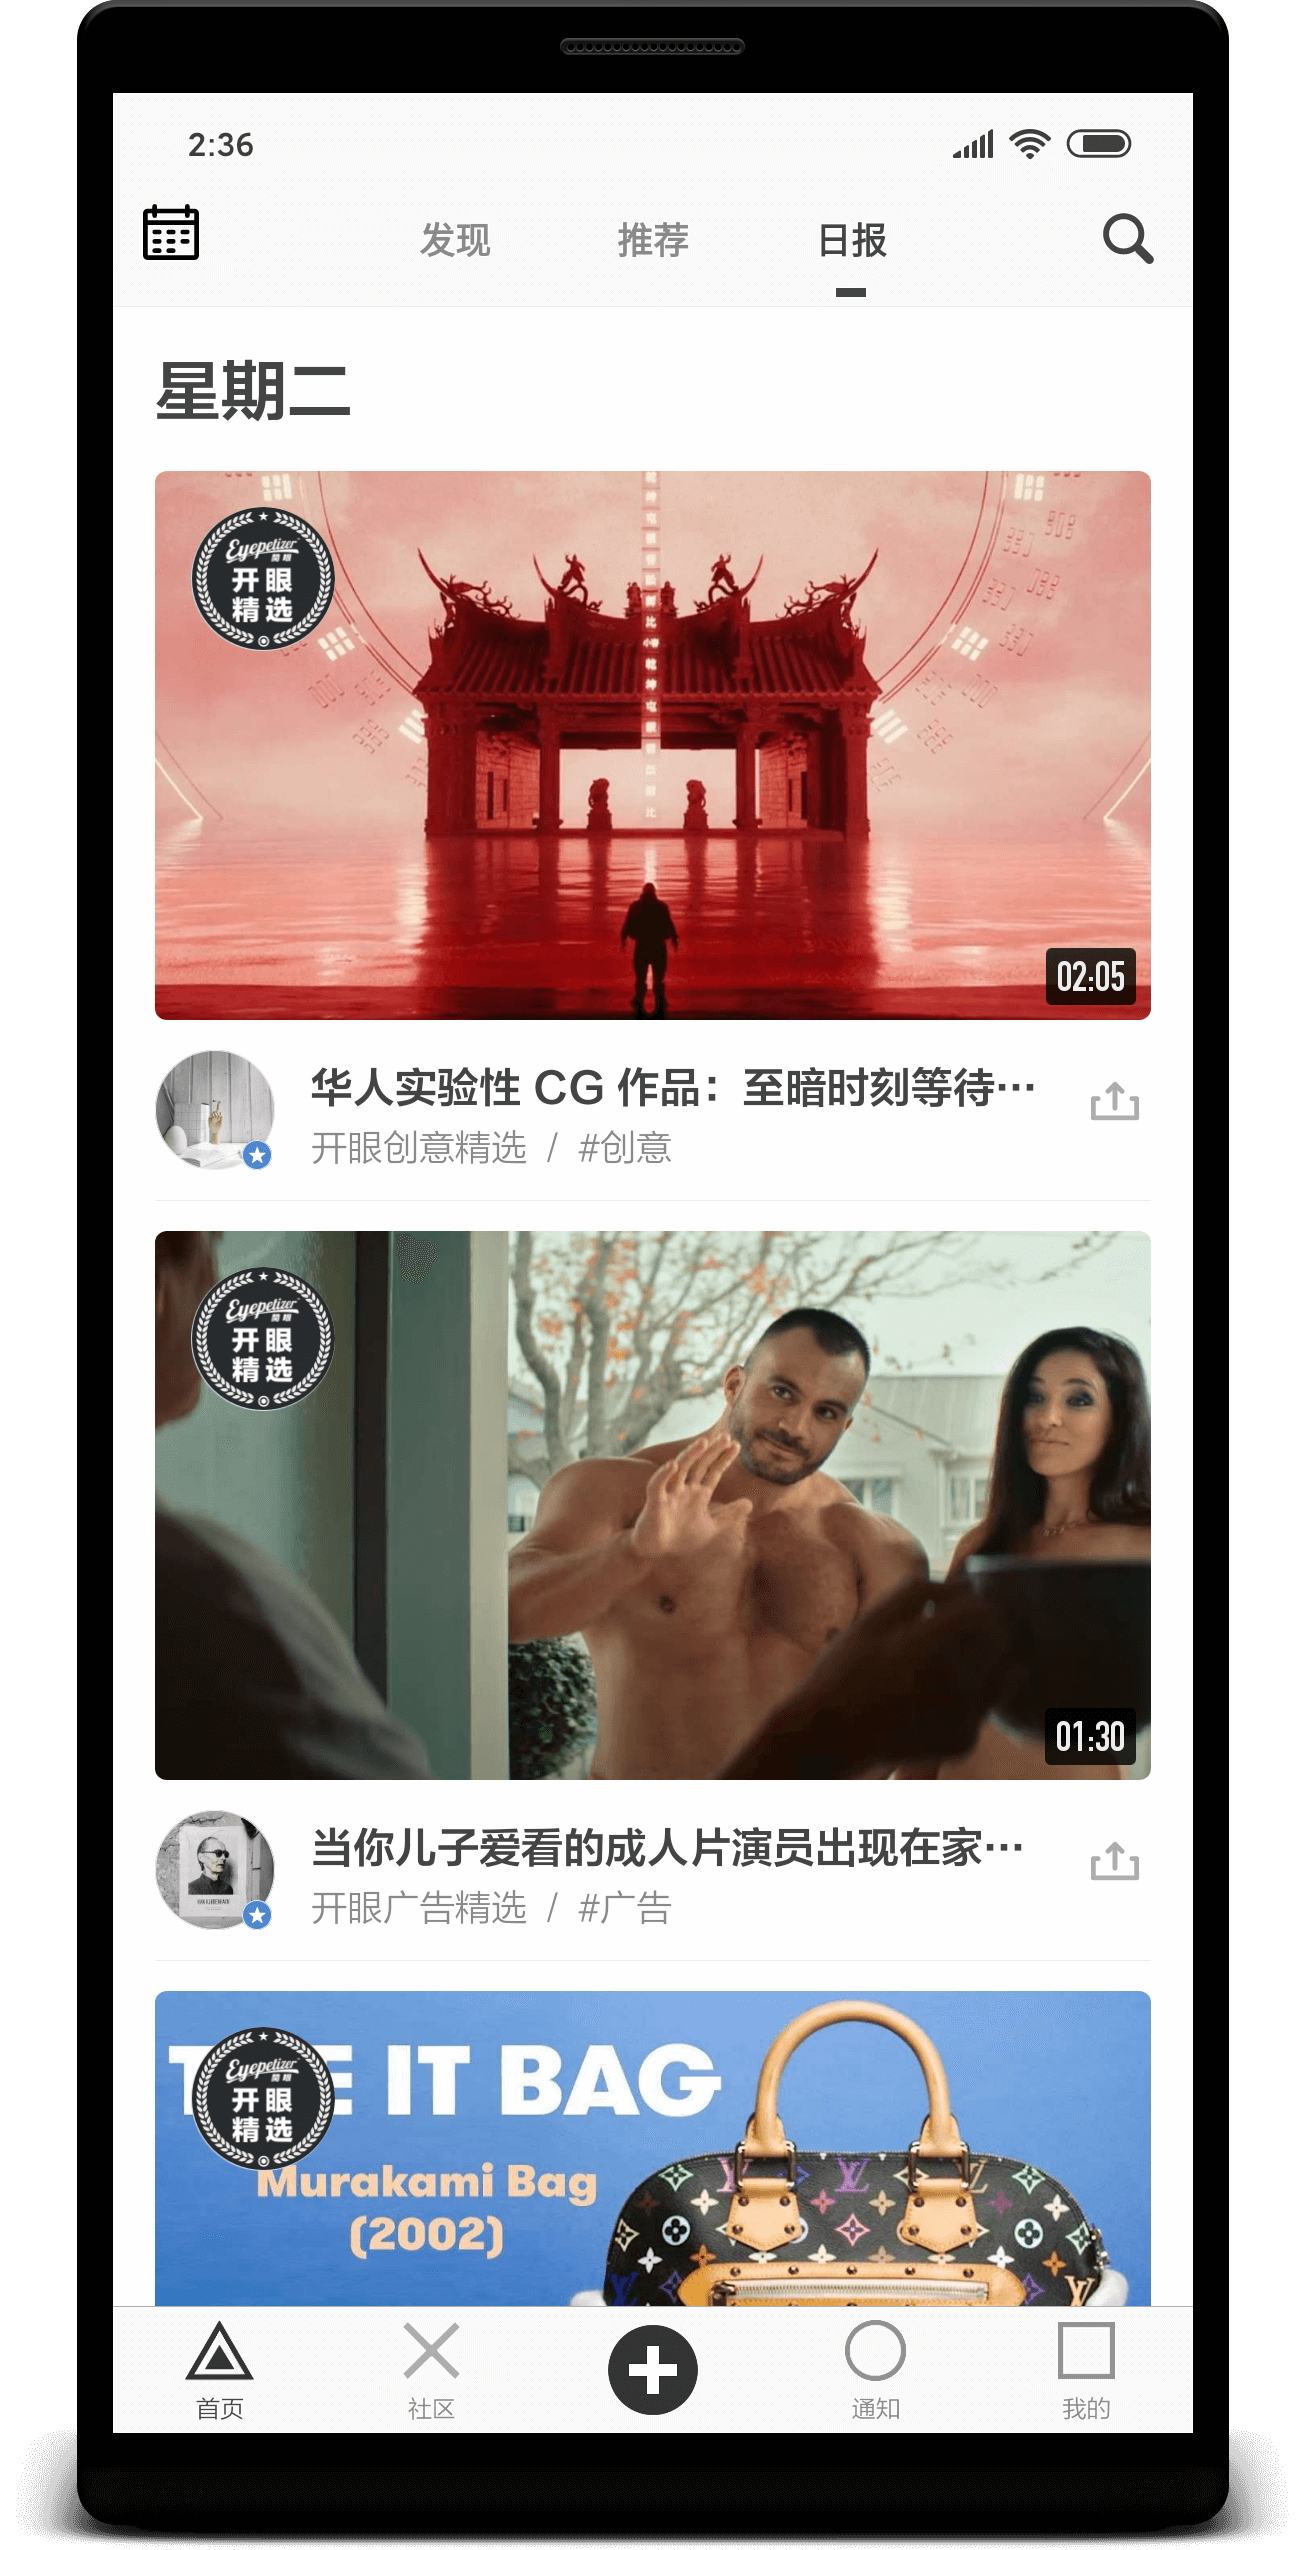 2:36
发现 推荐 日报
星期二
Eyepetizer
开眼
精选
02:05
华人实验性 CG 作品：至暗时刻等待…
开眼创意精选 / #创意
Eyepetizer
开眼
精选
01:30
当你儿子爱看的成人片演员出现在家…
开眼广告精选 / #广告
IT BAG
Eyepetizer
开眼
精选
Murakami Bag
(2002)
首页 社区 通知 我的